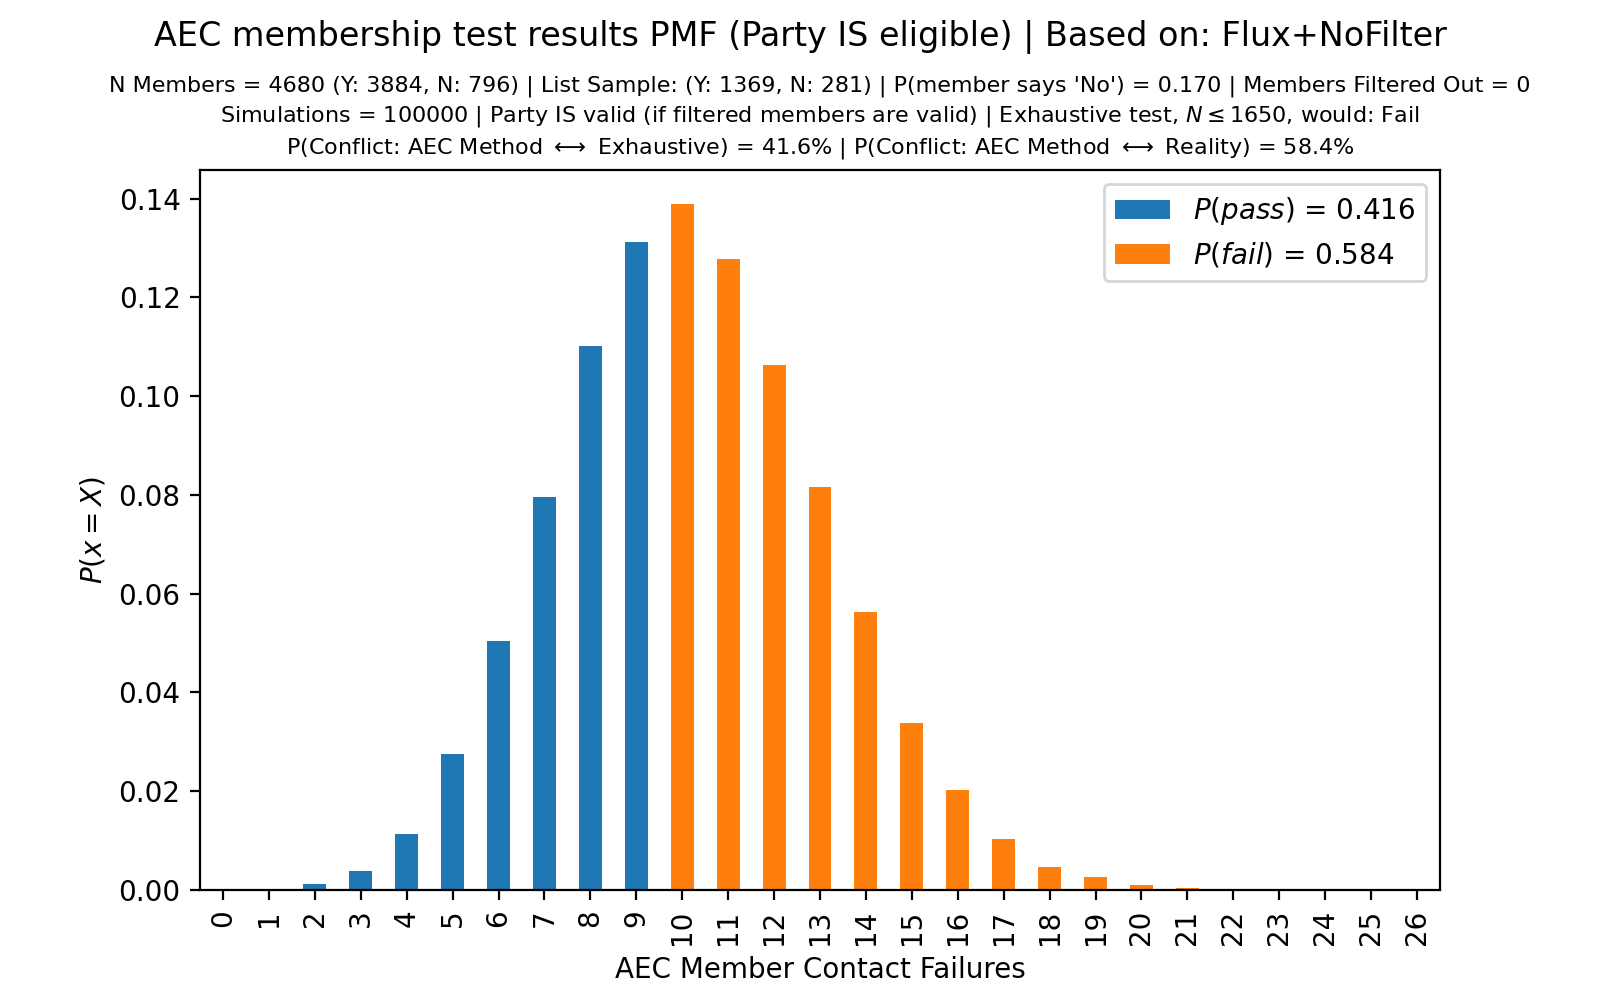 AEC membership test results PMF (Party IS eligible) | Based on: Flux+NoFilter
N Members = 4680 (Y: 3884, N: 796) | List Sample: (Y: 1369, N: 281) | P(member says 'No') = 0.170 | Members Filtered Out = 0
Simulations = 100000 | Party IS valid (if filtered members are valid) | Exhaustive test, N ≤ 1650, would: Fail
P(Conflict: AEC Method ⟷ Exhaustive) = 41.6% | P(Conflict: AEC Method ⟷ Reality) = 58.4%
P(pass) = 0.416
P(fail) = 0.584
0.14
0.12
0.10
0.08
0.06
0.04
0.02
0.00
P(x = X)
0 1 2 3 4 5 6 7 8 9 10 11 12 13 14 15 16 17 18 19 20 21 22 23 24 25 26
AEC Member Contact Failures